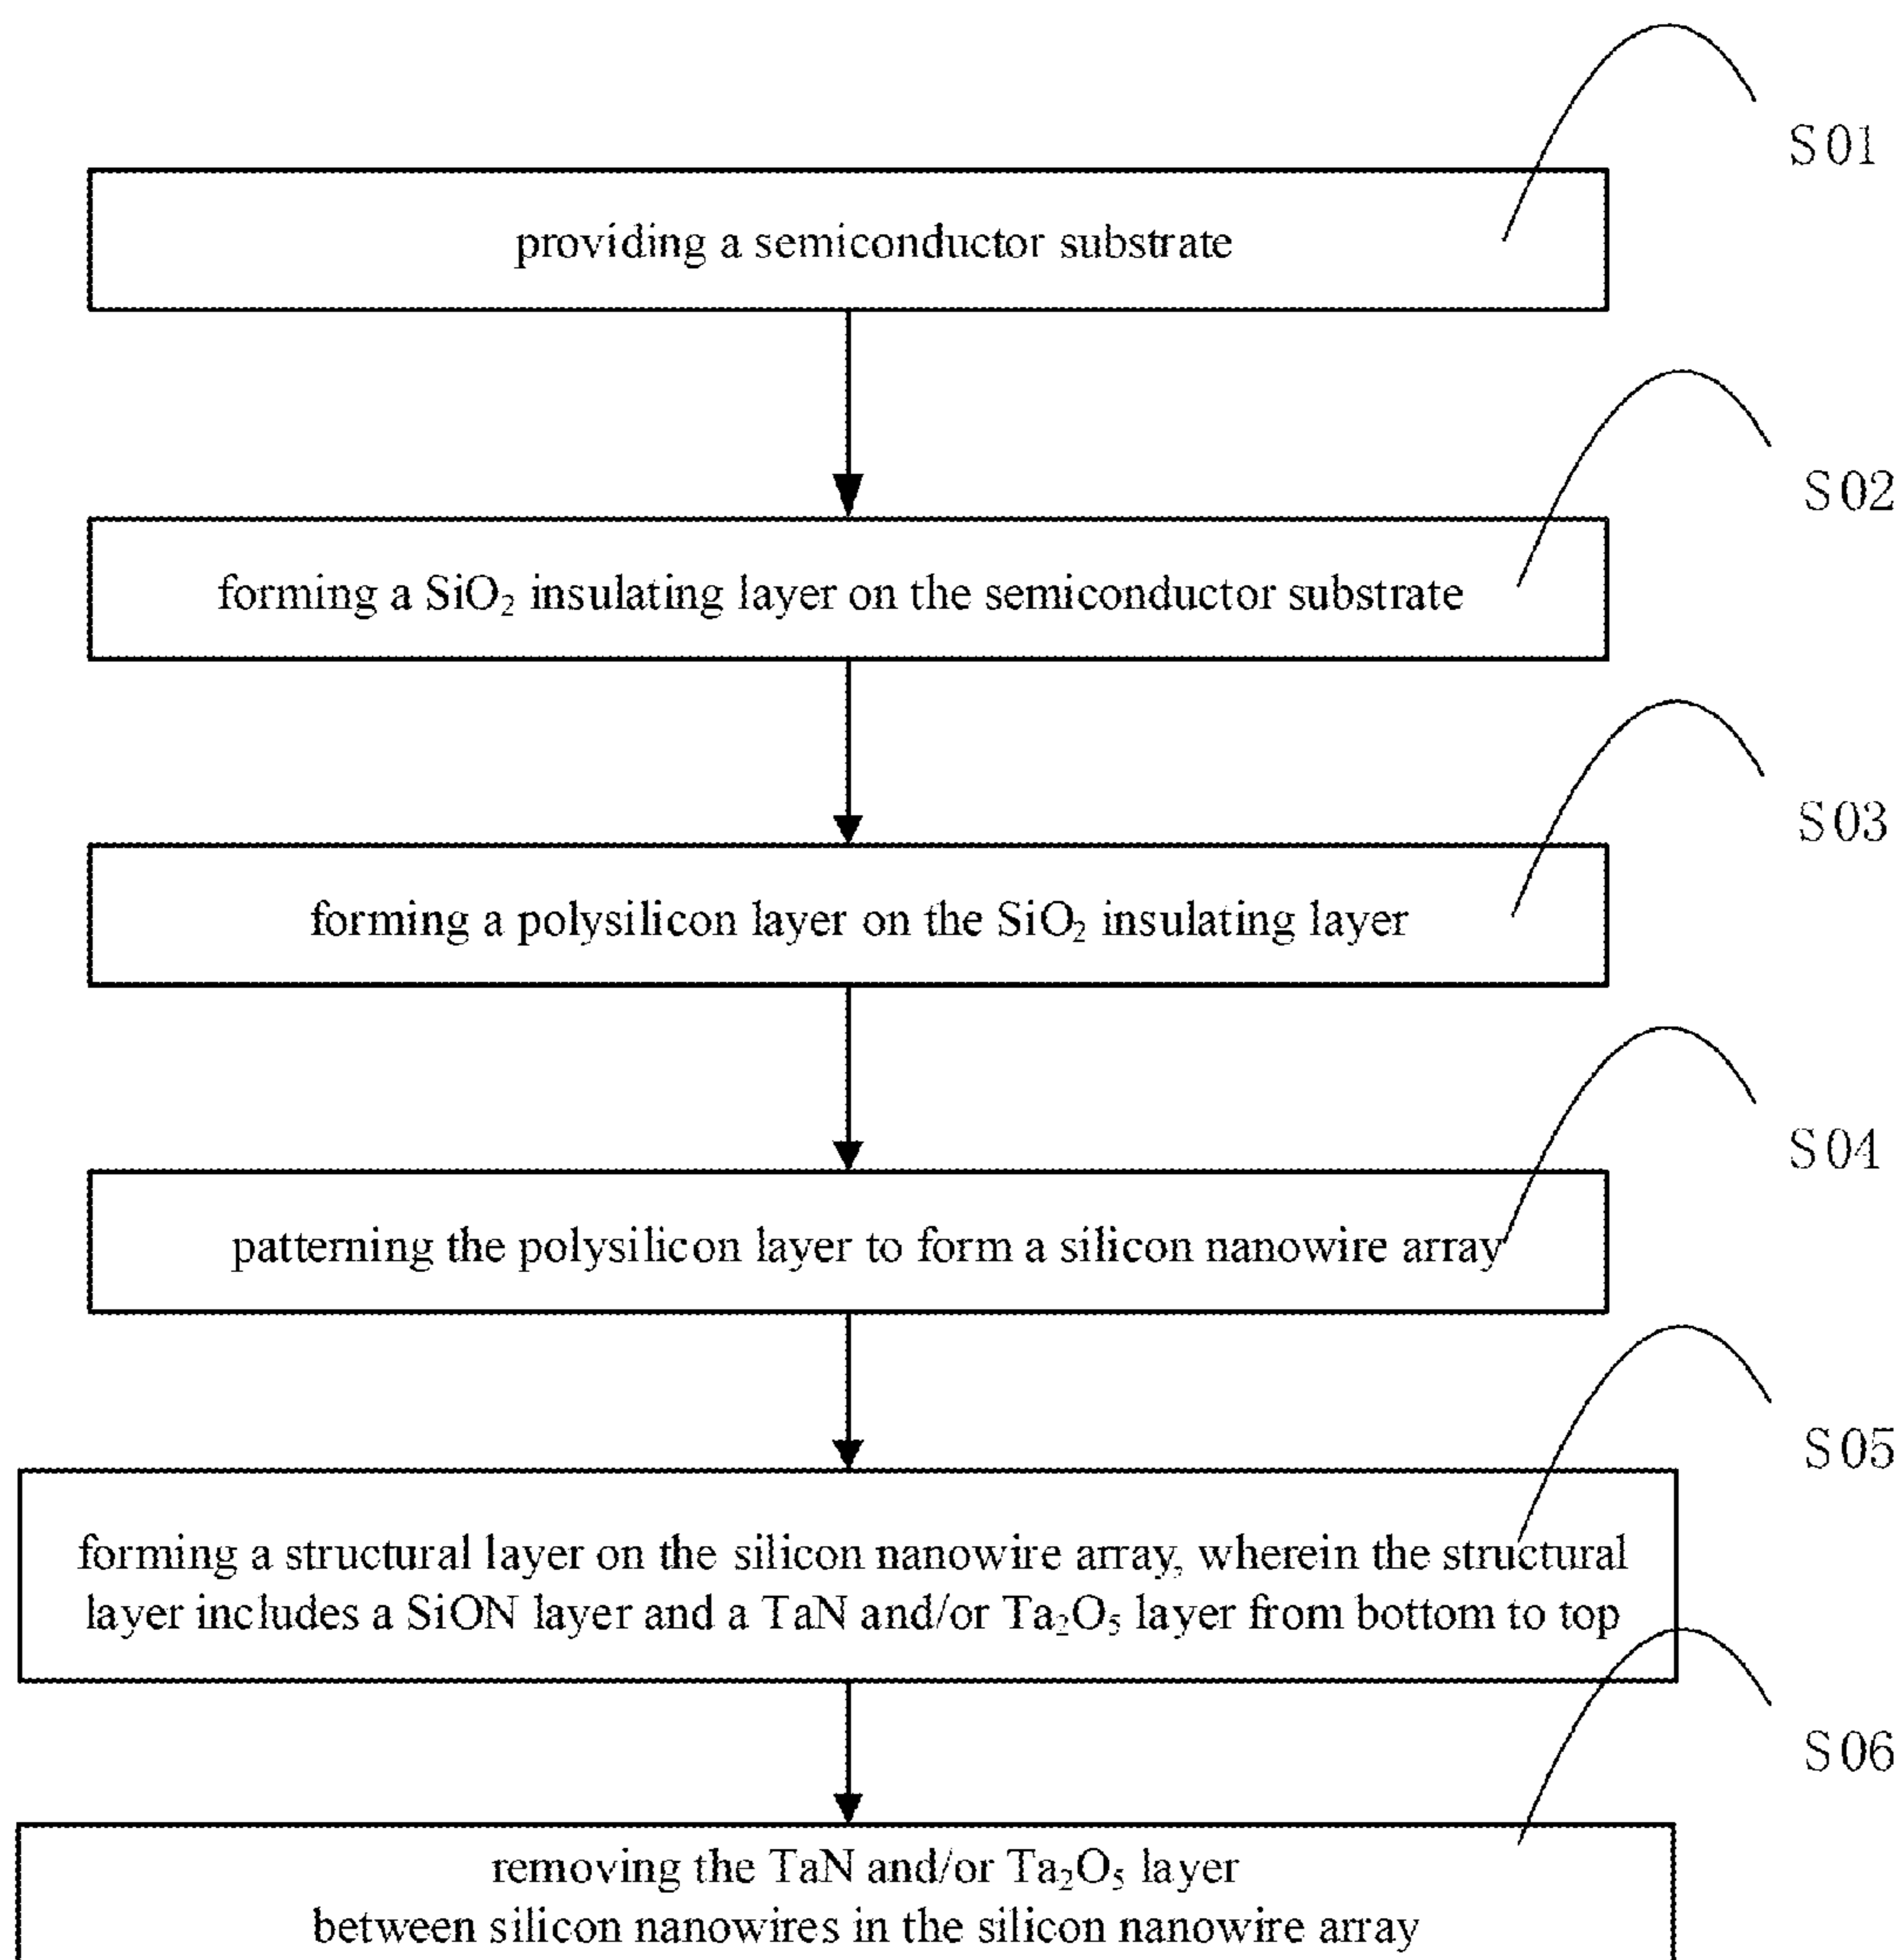 S01
providing a semiconductor substrate
S02
forming a SiO₂ insulating layer on the semiconductor substrate
S03
forming a polysilicon layer on the SiO₂ insulating layer
S04
patterning the polysilicon layer to form a silicon nanowire array
S05
forming a structural layer on the silicon nanowire array, wherein the structural
layer includes a SiON layer and a TaN and/or Ta₂O₅ layer from bottom to top
S06
removing the TaN and/or Ta₂O₅ layer
between silicon nanowires in the silicon nanowire array